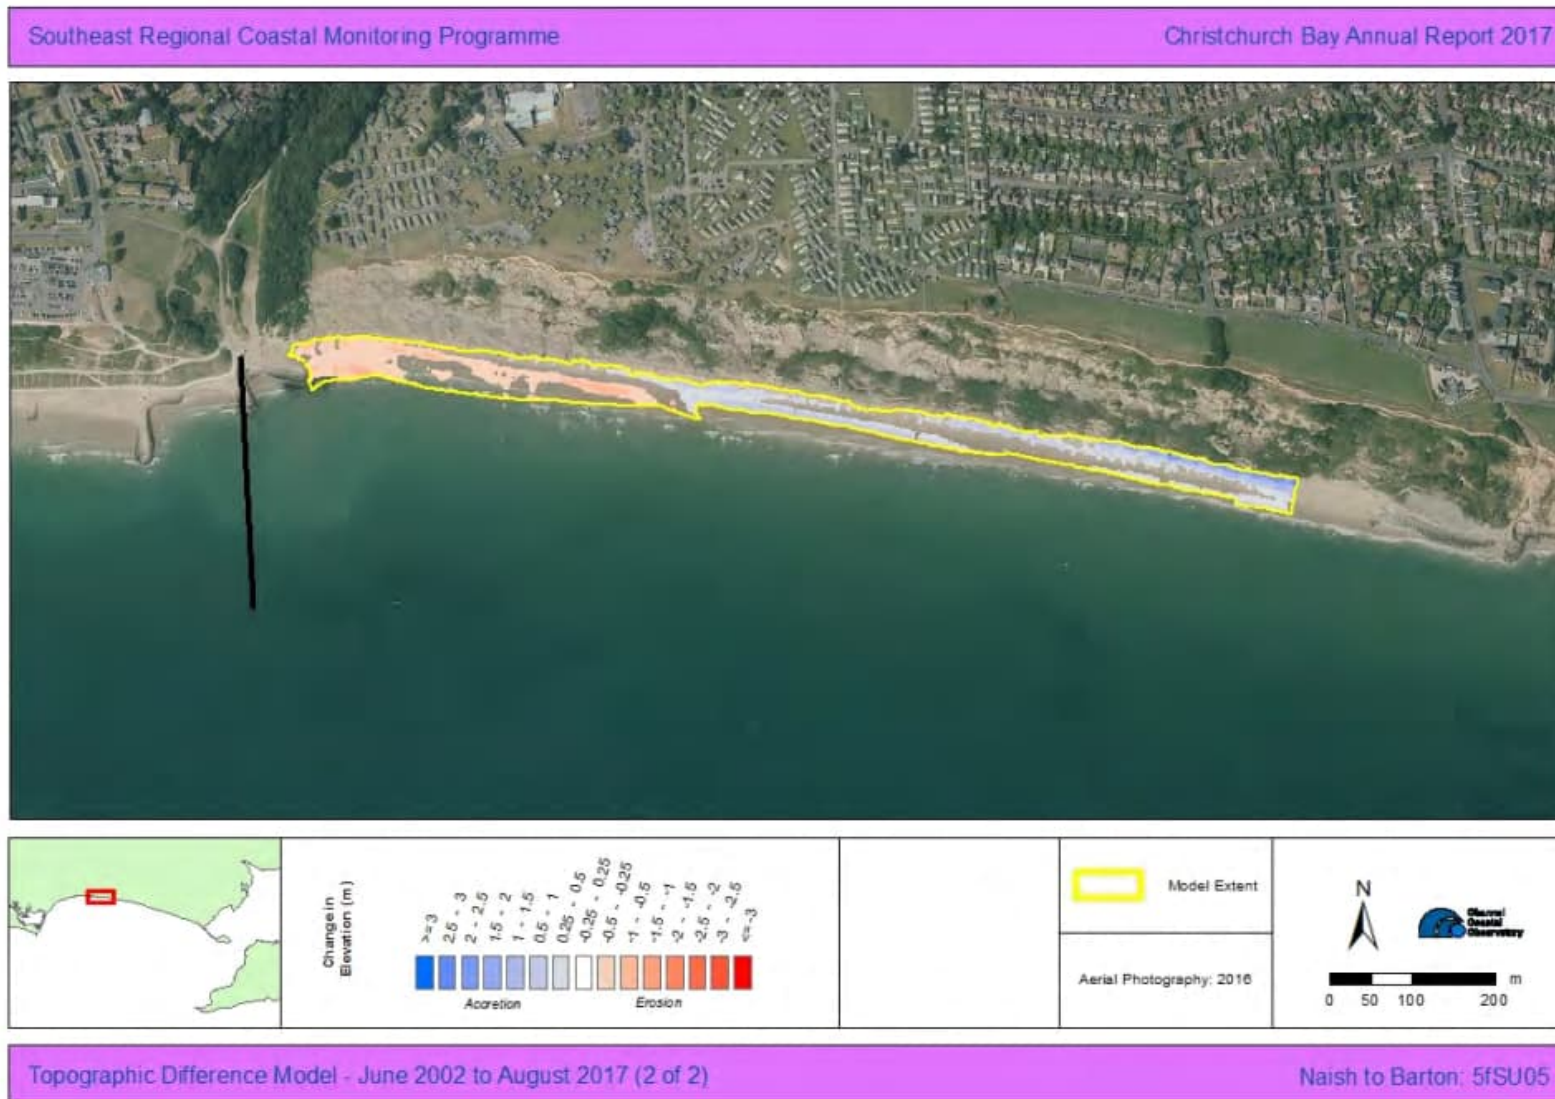 Southeast Regional Coastal Monitoring Programme
Christchurch Bay Annual Report 2017
Change in
Elevation (m)
>= 3
2.5 - 3
2 - 2.5
1.5 - 2
1 - 1.5
0.5 - 1
0.25 - 0.5
-0.25 - 0.25
-0.5 - -0.25
-1 - -0.5
-1.5 - -1
-2 - -1.5
-2.5 - -2
-3 - -2.5
<= -3
Accretion
Erosion
Model Extent
Aerial Photography: 2016
N
Channel
Coastal
Observatory
m
0 50 100 200
Topographic Difference Model - June 2002 to August 2017 (2 of 2)
Naish to Barton: 5fSU05